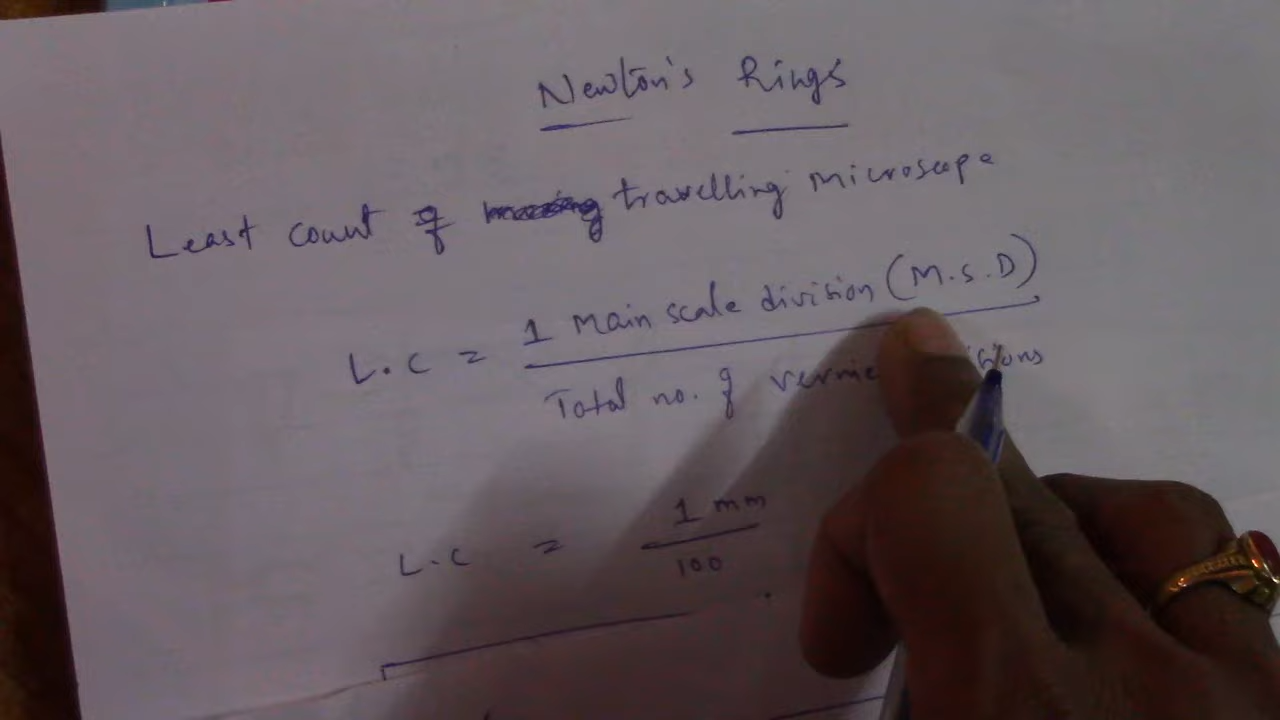 Newton's Rings
Least count of travelling microscope
L.C = 1 Main scale division (M.S.D)
Total no. of
L.C = 1 mm
100